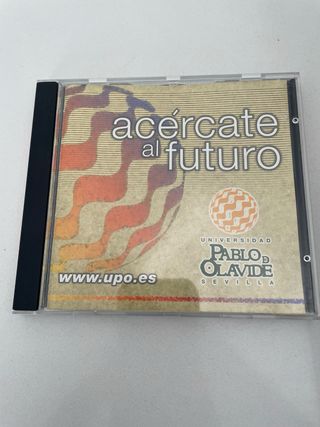 acércate
al futuro
UNIVERSIDAD
PABLO DE
OLAVIDE
SEVILLA
www.upo.es